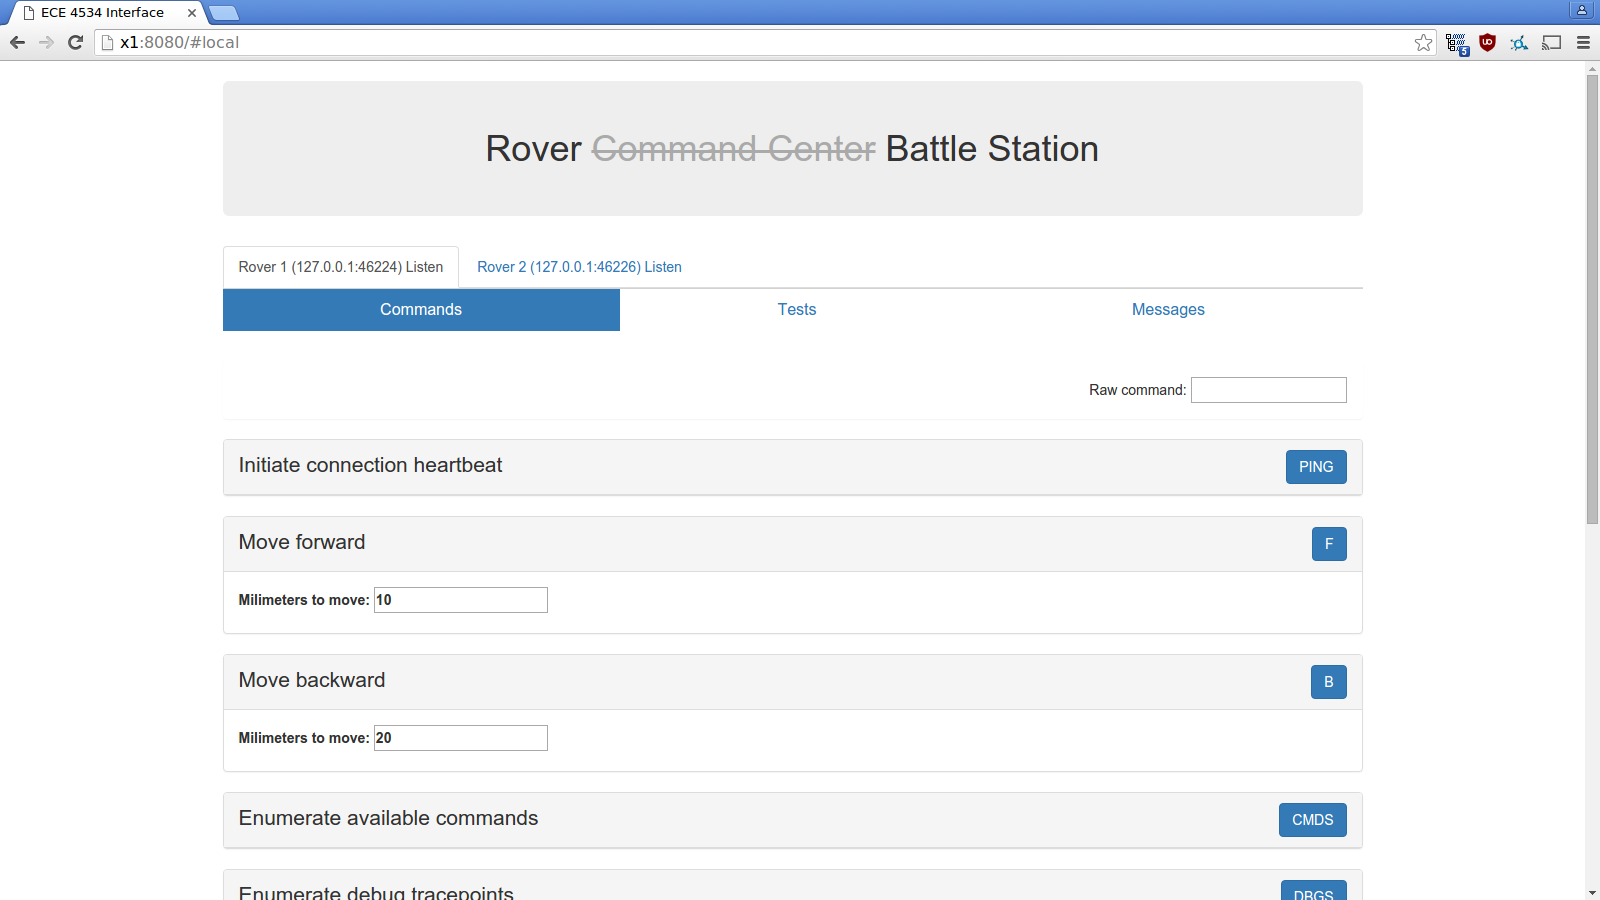 ECE 4534 Interface
x1:8080/#local
5
Rover Command Center Battle Station
Rover 1 (127.0.0.1:46224) Listen
Rover 2 (127.0.0.1:46226) Listen
Commands
Tests
Messages
Raw command:
Initiate connection heartbeat
PING
Move forward
F
Milimeters to move: 10
Move backward
B
Milimeters to move: 20
Enumerate available commands
CMDS
Enumerate debug tracepoints
DBGS